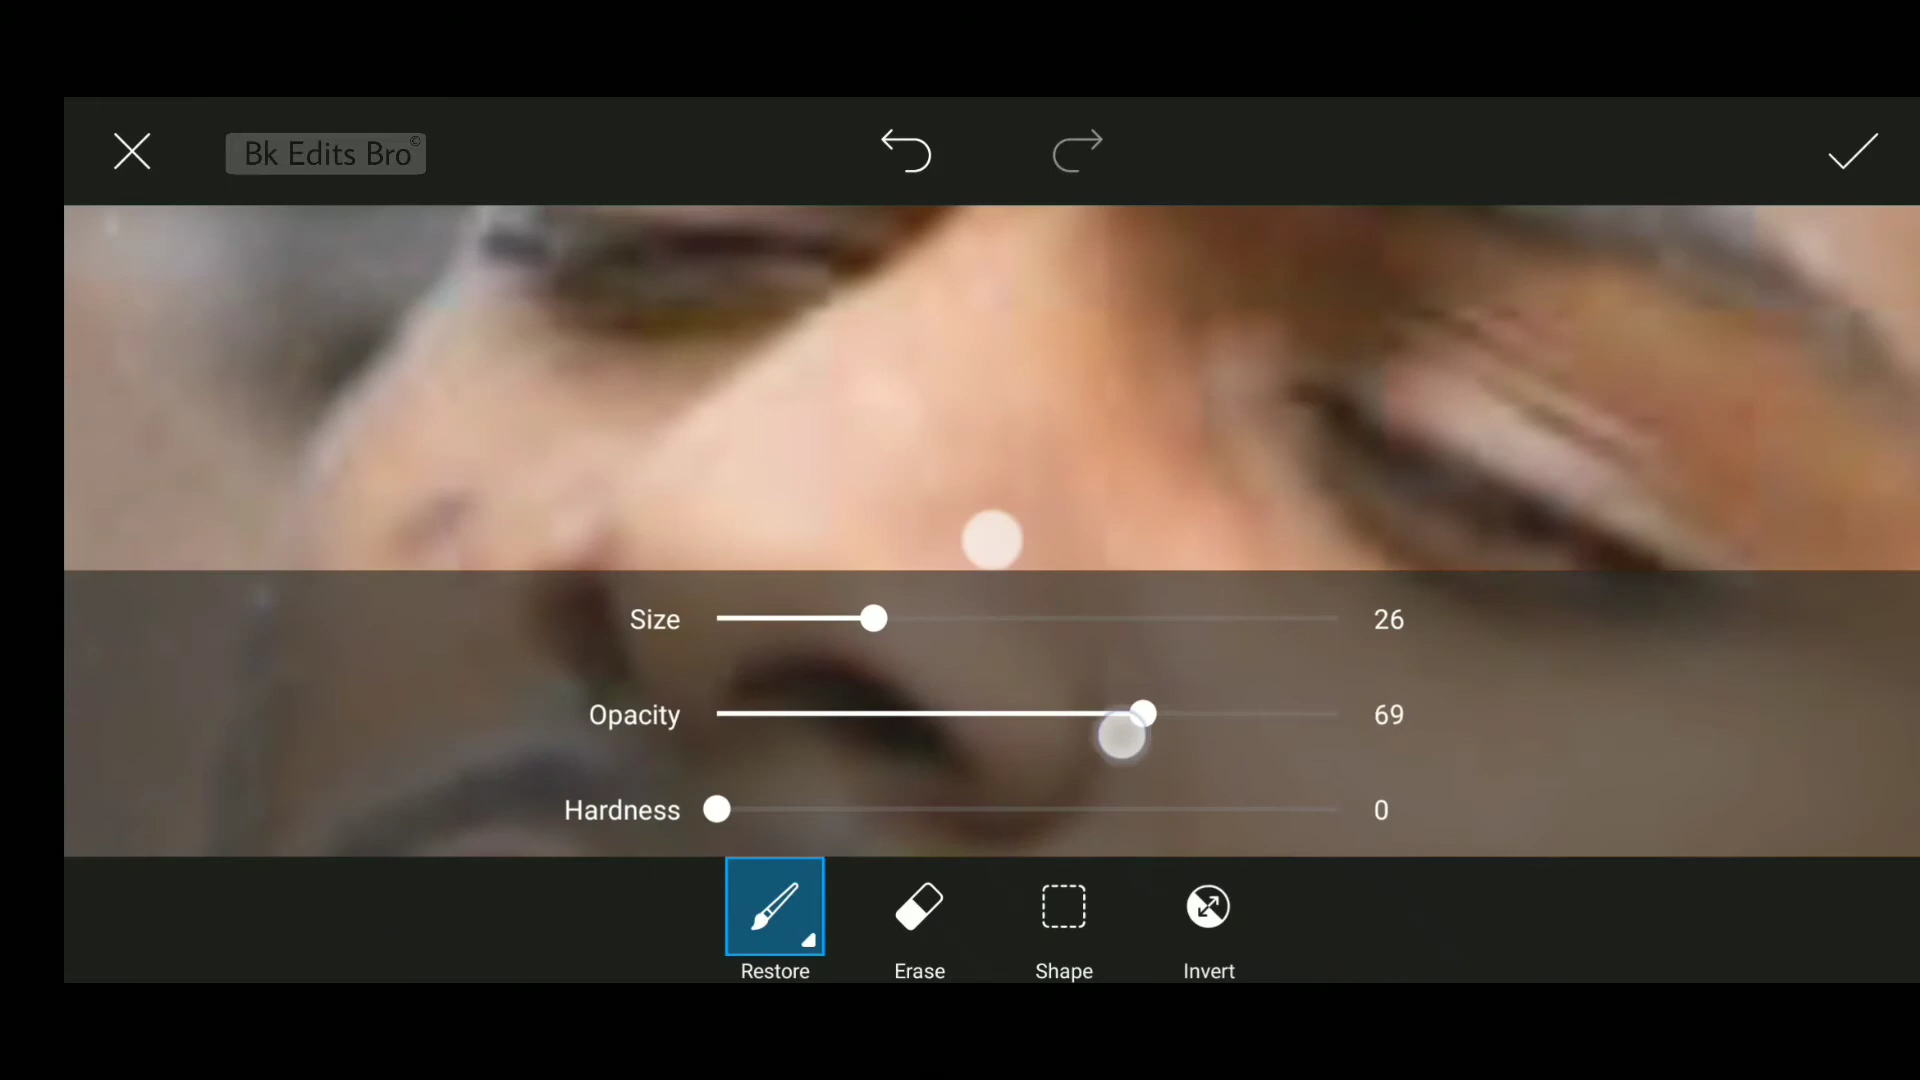 Bk Edits Bro©
Size 26
Opacity 69
Hardness 0
Restore Erase Shape Invert